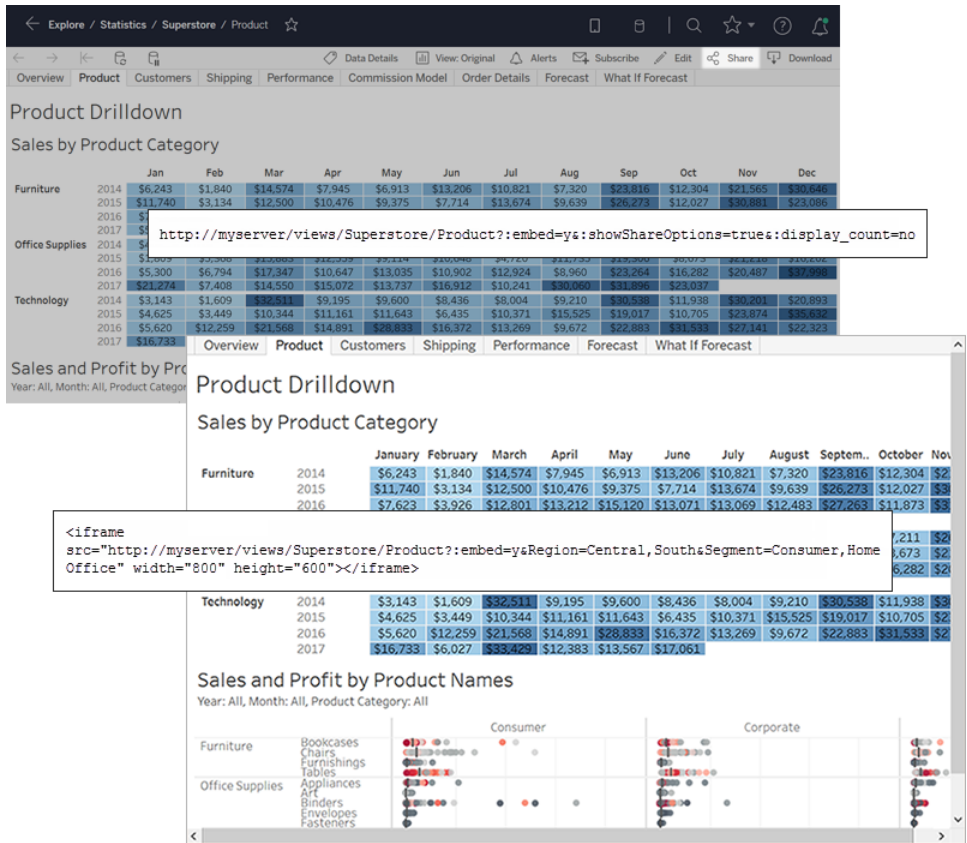 Explore / Statistics / Superstore / Product
Data Details View: Original Alerts Subscribe Edit Share Download
Overview Product Customers Shipping Performance Commission Model Order Details Forecast What If Forecast
Product Drilldown
Sales by Product Category
Jan Feb Mar Apr May Jun Jul Aug Sep Oct Nov Dec
Furniture 2014 $6,243 $1,840 $14,574 $7,945 $6,913 $13,206 $10,821 $7,320 $23,816 $12,304 $21,565 $30,646
2015 $11,740 $3,134 $12,500 $10,476 $9,375 $7,714 $13,674 $9,639 $26,273 $12,027 $30,881 $23,086
2016
2017
http://myserver/views/Superstore/Product?:embed=y&:showShareOptions=true&:display_count=no
Office Supplies 2014
2015
2016 $5,300 $6,794 $17,347 $10,647 $13,035 $10,902 $12,924 $8,960 $23,264 $16,282 $20,487 $37,998
2017 $21,274 $7,408 $14,550 $15,072 $13,737 $16,912 $10,241 $30,060 $31,896 $23,037
Technology 2014 $3,143 $1,609 $32,511 $9,195 $9,600 $8,436 $8,004 $9,210 $30,538 $11,938 $30,201 $20,893
2015 $4,625 $3,449 $10,344 $11,161 $11,643 $6,435 $10,371 $15,525 $19,017 $10,705 $23,874 $35,632
2016 $5,620 $12,259 $21,568 $14,891 $28,833 $16,372 $13,269 $9,672 $22,883 $31,533 $27,141 $22,323
2017 $16,733
Sales and Profit by
Year: All, Month: All, Product
Overview Product Customers Shipping Performance Forecast What If Forecast
Product Drilldown
Sales by Product Category
January February March April May June July August Septem.. October
Furniture 2014 $6,243 $1,840 $14,574 $7,945 $6,913 $13,206 $10,821 $7,320 $23,816 $12,304
2015 $11,740 $3,134 $12,500 $10,476 $9,375 $7,714 $13,674 $9,639 $26,273 $12,027
2016 $7,623 $3,926 $12,801 $13,212 $15,120 $13,071 $13,069 $12,483 $27,263 $11,873
<iframe
src="http://myserver/views/Superstore/Product?:embed=y&Region=Central,South&Segment=Consumer,Home
Office" width="800" height="600"></iframe>
Technology 2014 $3,143 $1,609 $32,511 $9,195 $9,600 $8,436 $8,004 $9,210 $30,538 $11,938
2015 $4,625 $3,449 $10,344 $11,161 $11,643 $6,435 $10,371 $15,525 $19,017 $10,705
2016 $5,620 $12,259 $21,568 $14,891 $28,833 $16,372 $13,269 $9,672 $22,883 $31,533
2017 $16,733 $6,027 $33,429 $12,383 $13,567 $17,061
Sales and Profit by Product Names
Year: All, Month: All, Product Category: All
Consumer Corporate
Furniture Bookcases
Chairs
Furnishings
Tables
Office Supplies Appliances
Art
Binders
Envelopes
Fasteners